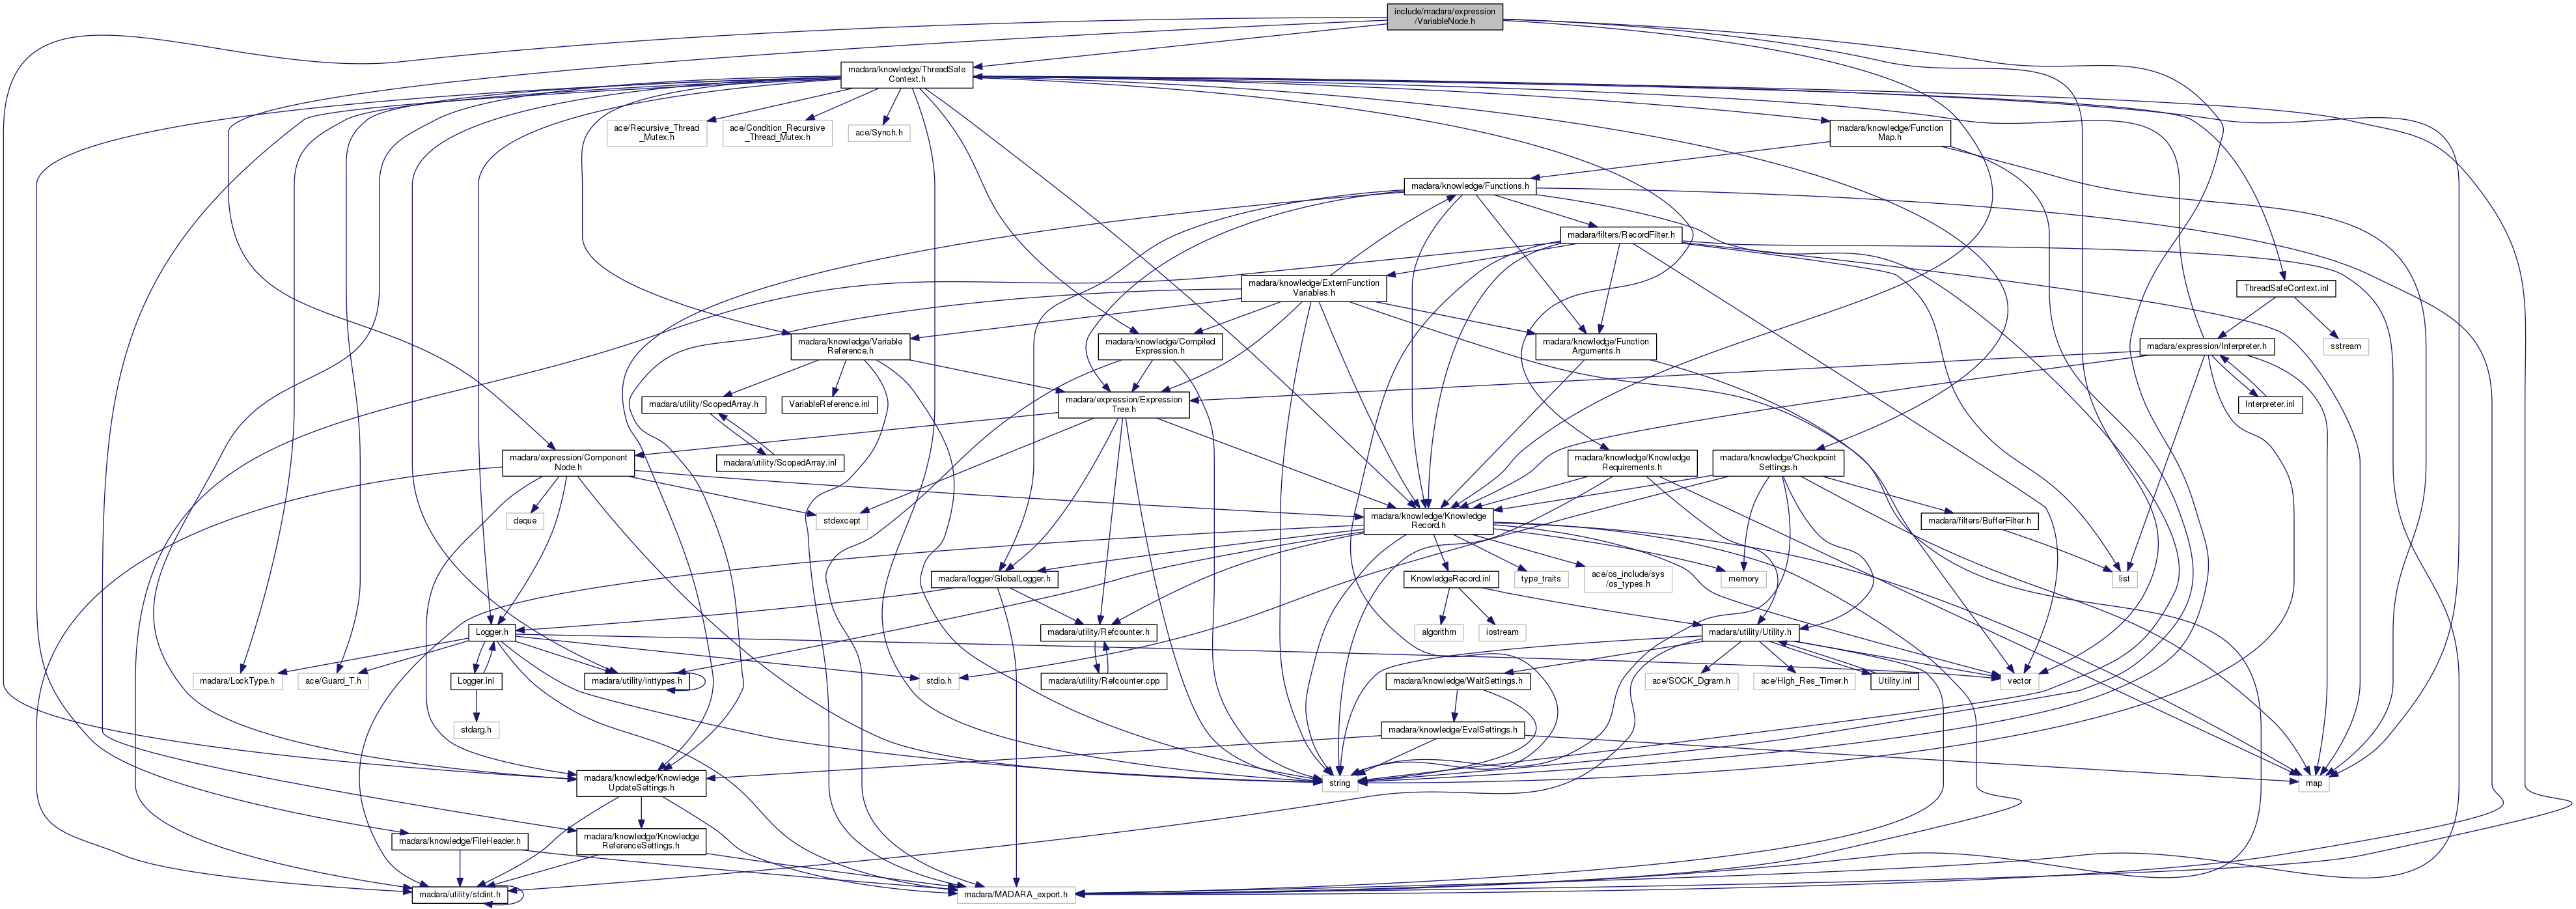 include/madara/expression
/VariableNode.h
madara/knowledge/ThreadSafe
Context.h
ace/Recursive_Thread
_Mutex.h
ace/Condition_Recursive
_Thread_Mutex.h
ace/Synch.h
madara/knowledge/Function
Map.h
madara/knowledge/Functions.h
madara/filters/RecordFilter.h
madara/knowledge/ExternFunction
Variables.h
ThreadSafeContext.inl
madara/knowledge/Variable
Reference.h
madara/knowledge/Compiled
Expression.h
madara/knowledge/Function
Arguments.h
madara/expression/Interpreter.h
sstream
madara/utility/ScopedArray.h
VariableReference.inl
madara/expression/Expression
Tree.h
Interpreter.inl
madara/expression/Component
Node.h
madara/utility/ScopedArray.inl
madara/knowledge/Knowledge
Requirements.h
madara/knowledge/Checkpoint
Settings.h
deque
stdexcept
madara/knowledge/Knowledge
Record.h
madara/filters/BufferFilter.h
madara/logger/GlobalLogger.h
KnowledgeRecord.inl
type_traits
ace/os_include/sys
/os_types.h
memory
list
Logger.h
madara/utility/Refcounter.h
algorithm
iostream
madara/utility/Utility.h
madara/LockType.h
ace/Guard_T.h
Logger.inl
madara/utility/inttypes.h
stdio.h
madara/utility/Refcounter.cpp
madara/knowledge/WaitSettings.h
ace/SOCK_Dgram.h
ace/High_Res_Timer.h
Utility.inl
vector
stdarg.h
madara/knowledge/EvalSettings.h
madara/knowledge/Knowledge
UpdateSettings.h
string
map
madara/knowledge/FileHeader.h
madara/knowledge/Knowledge
ReferenceSettings.h
madara/utility/stdint.h
madara/MADARA_export.h